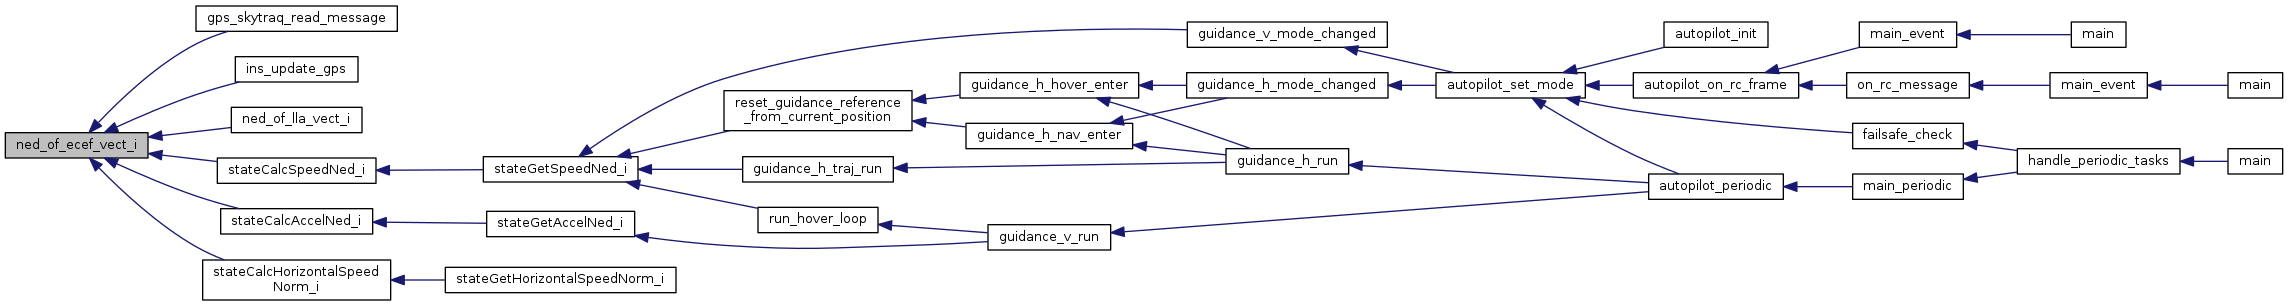 gps_skytraq_read_message
ins_update_gps
ned_of_lla_vect_i
ned_of_ecef_vect_i
stateCalcSpeedNed_i
stateCalcAccelNed_i
stateCalcHorizontalSpeed
Norm_i
stateGetSpeedNed_i
stateGetAccelNed_i
stateGetHorizontalSpeedNorm_i
reset_guidance_reference
_from_current_position
guidance_h_traj_run
run_hover_loop
guidance_h_hover_enter
guidance_h_nav_enter
guidance_v_run
guidance_v_mode_changed
guidance_h_mode_changed
guidance_h_run
autopilot_set_mode
autopilot_init
autopilot_on_rc_frame
autopilot_periodic
main_event
on_rc_message
failsafe_check
main_periodic
main
main_event
handle_periodic_tasks
main
main